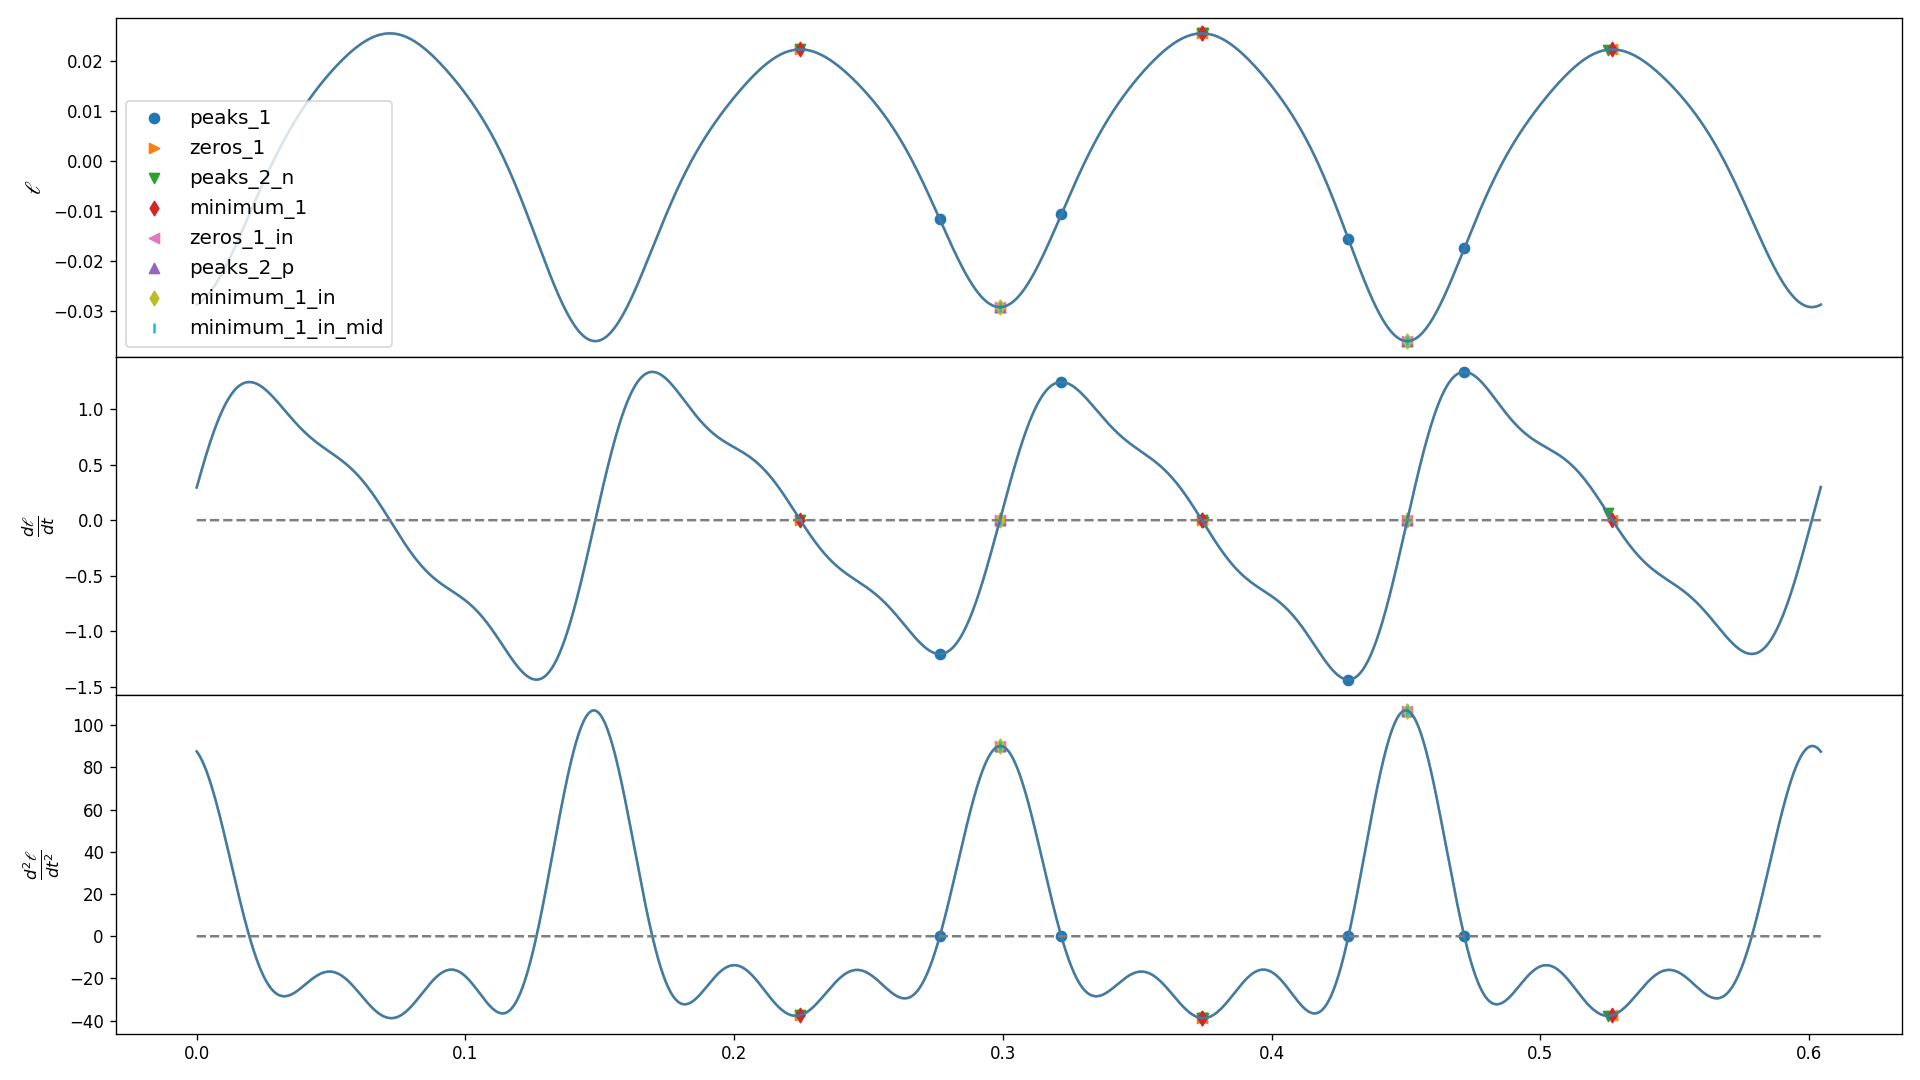 0.02
0.01
0.00
−0.01
−0.02
−0.03
ℓ
peaks_1
zeros_1
peaks_2_n
minimum_1
zeros_1_in
peaks_2_p
minimum_1_in
minimum_1_in_mid
1.0
0.5
0.0
−0.5
−1.0
−1.5
dℓ
dt
100
80
60
40
20
0
−20
−40
d²ℓ
dt²
0.0 0.1 0.2 0.3 0.4 0.5 0.6